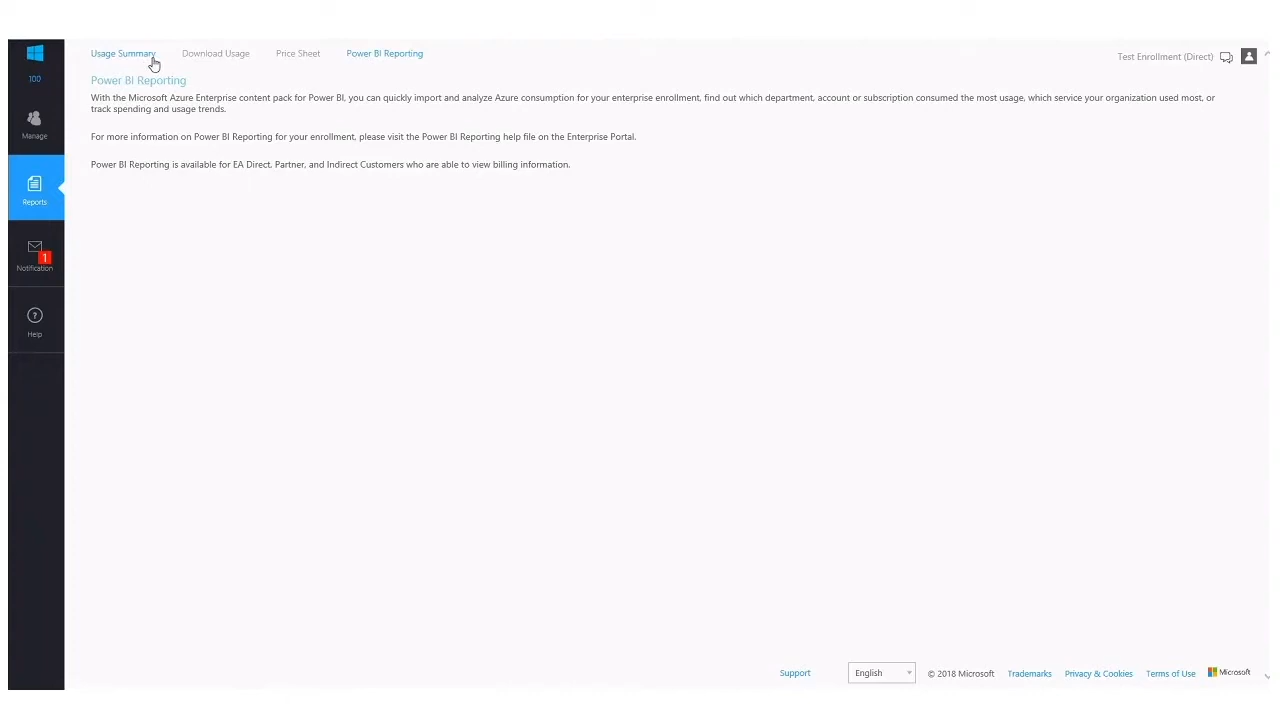 Usage Summary Download Usage Price Sheet Power BI Reporting
Test Enrollment (Direct)
100
Manage
Reports
1
Notification
?
Help
Power BI Reporting
With the Microsoft Azure Enterprise content pack for Power BI, you can quickly import and analyze Azure consumption for your enterprise enrollment, find out which department, account or subscription consumed the most usage, which service your organization used most, or
track spending and usage trends.
For more information on Power BI Reporting for your enrollment, please visit the Power BI Reporting help file on the Enterprise Portal.
Power BI Reporting is available for EA Direct, Partner, and Indirect Customers who are able to view billing information.
Support English © 2018 Microsoft Trademarks Privacy & Cookies Terms of Use Microsoft